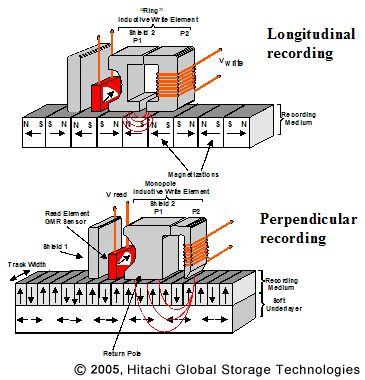 "Ring"
Inductive Write Element
Shield 2
P1 P2
Longitudinal
recording
V write
Recording
Medium
N S S N N S S N N S S N N S S N N S S N
Magnetizations
V read
Monopole
Inductive Write Element
Shield 2
P1 P2
Read Element
GMR Sensor
Perpendicular
recording
Shield 1
Track Width
Recording
Medium
Soft
Underlayer
Return Pole
© 2005, Hitachi Global Storage Technologies